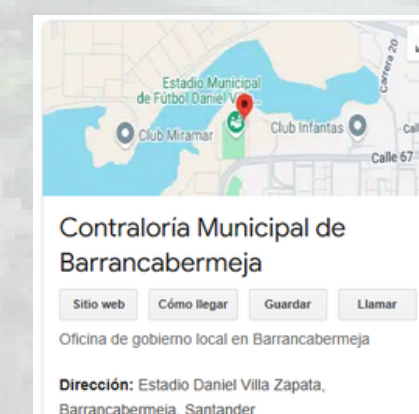 Carrera 20
Estadio Municipal
de Fútbol Daniel
Club Miramar
Club Infantas
Calle 67
Contraloría Municipal de
Barrancabermeja
Sitio web
Cómo llegar
Guardar
Llamar
Oficina de gobierno local en Barrancabermeja
Dirección: Estadio Daniel Villa Zapata,
Barrancabermeja, Santander